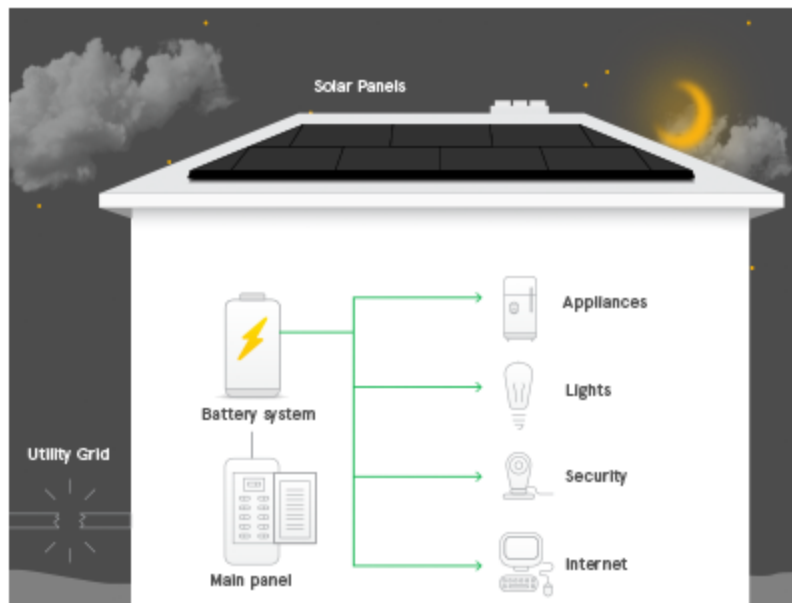 Solar Panels
Appliances
Lights
Battery system
Utility Grid
Security
Main panel
Internet